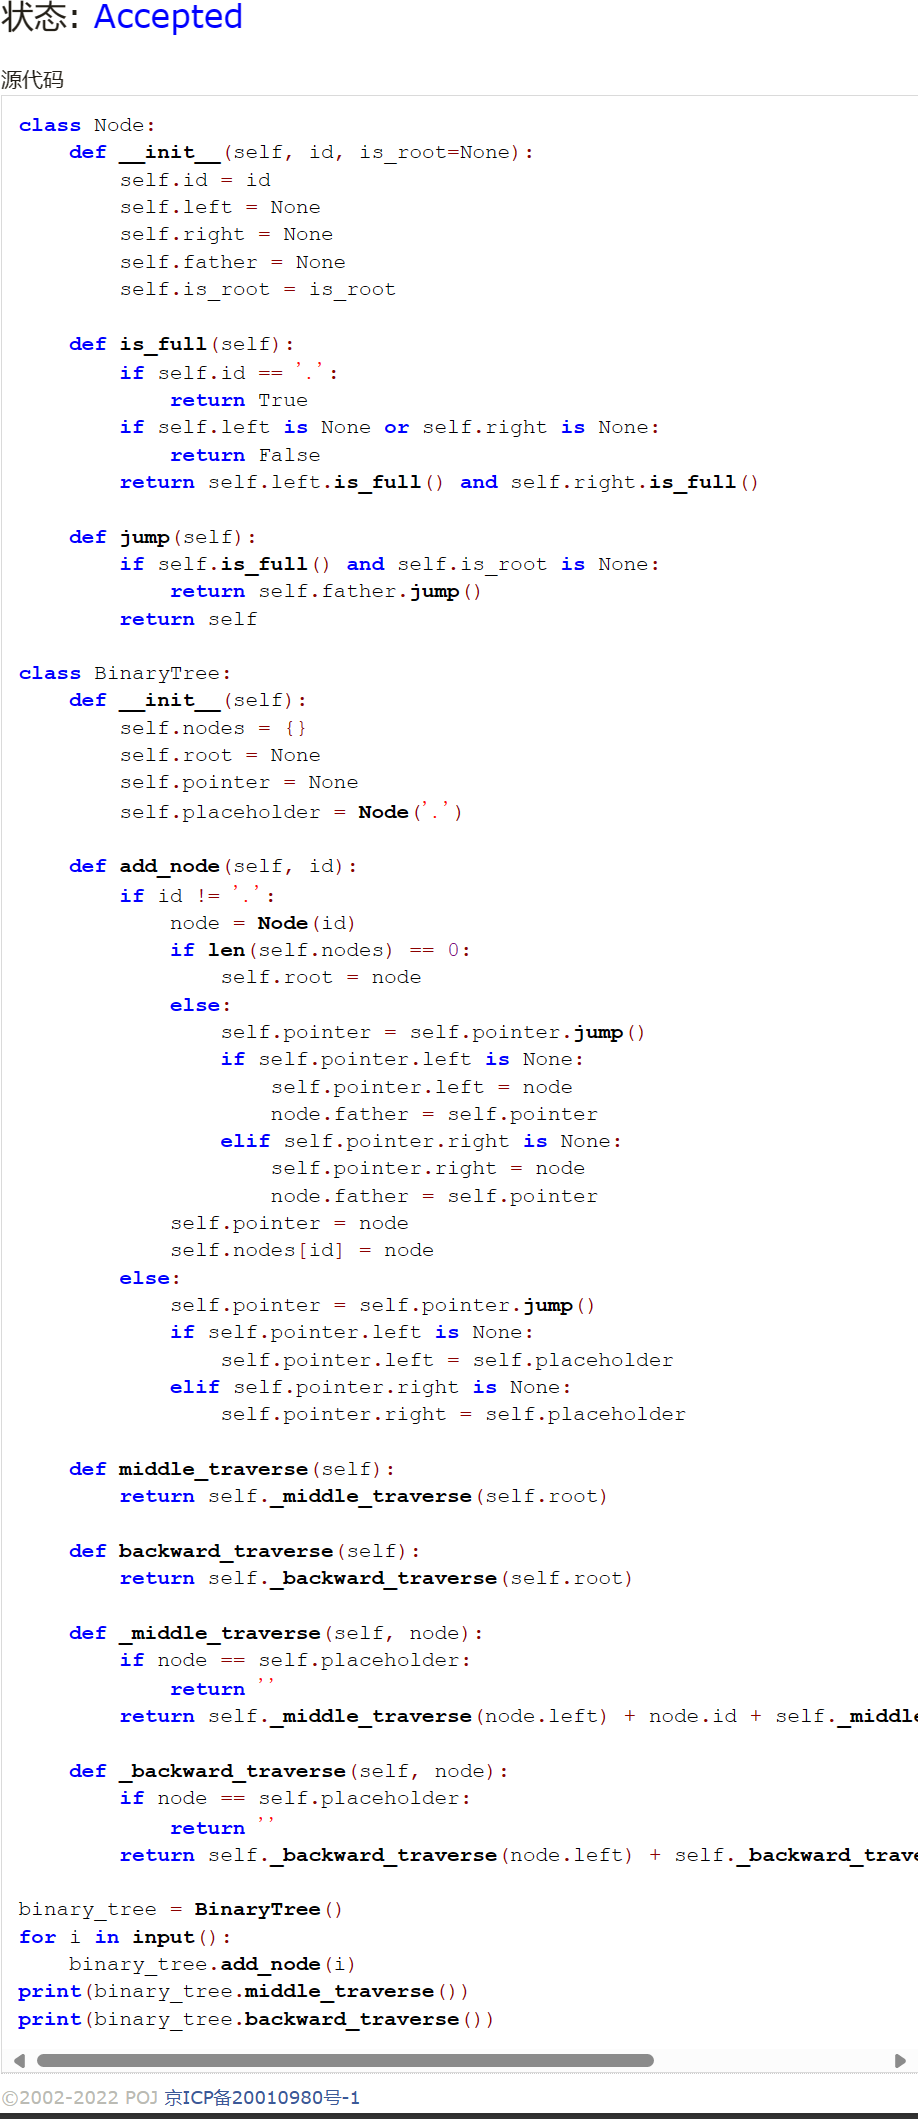 状态: Accepted
源代码
class Node:
    def __init__(self, id, is_root=None):
        self.id = id
        self.left = None
        self.right = None
        self.father = None
        self.is_root = is_root
    def is_full(self):
        if self.id == '.':
            return True
        if self.left is None or self.right is None:
            return False
        return self.left.is_full() and self.right.is_full()
    def jump(self):
        if self.is_full() and self.is_root is None:
            return self.father.jump()
        return self
class BinaryTree:
    def __init__(self):
        self.nodes = {}
        self.root = None
        self.pointer = None
        self.placeholder = Node('.')
    def add_node(self, id):
        if id != '.':
            node = Node(id)
            if len(self.nodes) == 0:
                self.root = node
            else:
                self.pointer = self.pointer.jump()
                if self.pointer.left is None:
                    self.pointer.left = node
                    node.father = self.pointer
                elif self.pointer.right is None:
                    self.pointer.right = node
                    node.father = self.pointer
            self.pointer = node
            self.nodes[id] = node
        else:
            self.pointer = self.pointer.jump()
            if self.pointer.left is None:
                self.pointer.left = self.placeholder
            elif self.pointer.right is None:
                self.pointer.right = self.placeholder
    def middle_traverse(self):
        return self._middle_traverse(self.root)
    def backward_traverse(self):
        return self._backward_traverse(self.root)
    def _middle_traverse(self, node):
        if node == self.placeholder:
            return ''
        return self._middle_traverse(node.left) + node.id + self._middle
    def _backward_traverse(self, node):
        if node == self.placeholder:
            return ''
        return self._backward_traverse(node.left) + self._backward_trave
binary_tree = BinaryTree()
for i in input():
    binary_tree.add_node(i)
print(binary_tree.middle_traverse())
print(binary_tree.backward_traverse())
©2002-2022 POJ 京ICP备20010980号-1